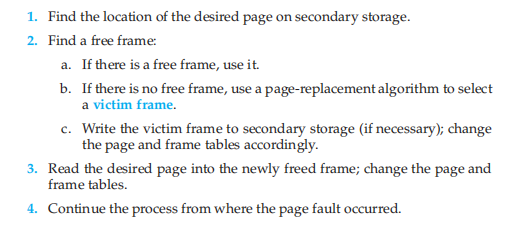 1. Find the location of the desired page on secondary storage.
2. Find a free frame:
a. If there is a free frame, use it.
b. If there is no free frame, use a page-replacement algorithm to select
a victim frame.
c. Write the victim frame to secondary storage (if necessary); change
the page and frame tables accordingly.
3. Read the desired page into the newly freed frame; change the page and
frame tables.
4. Continue the process from where the page fault occurred.